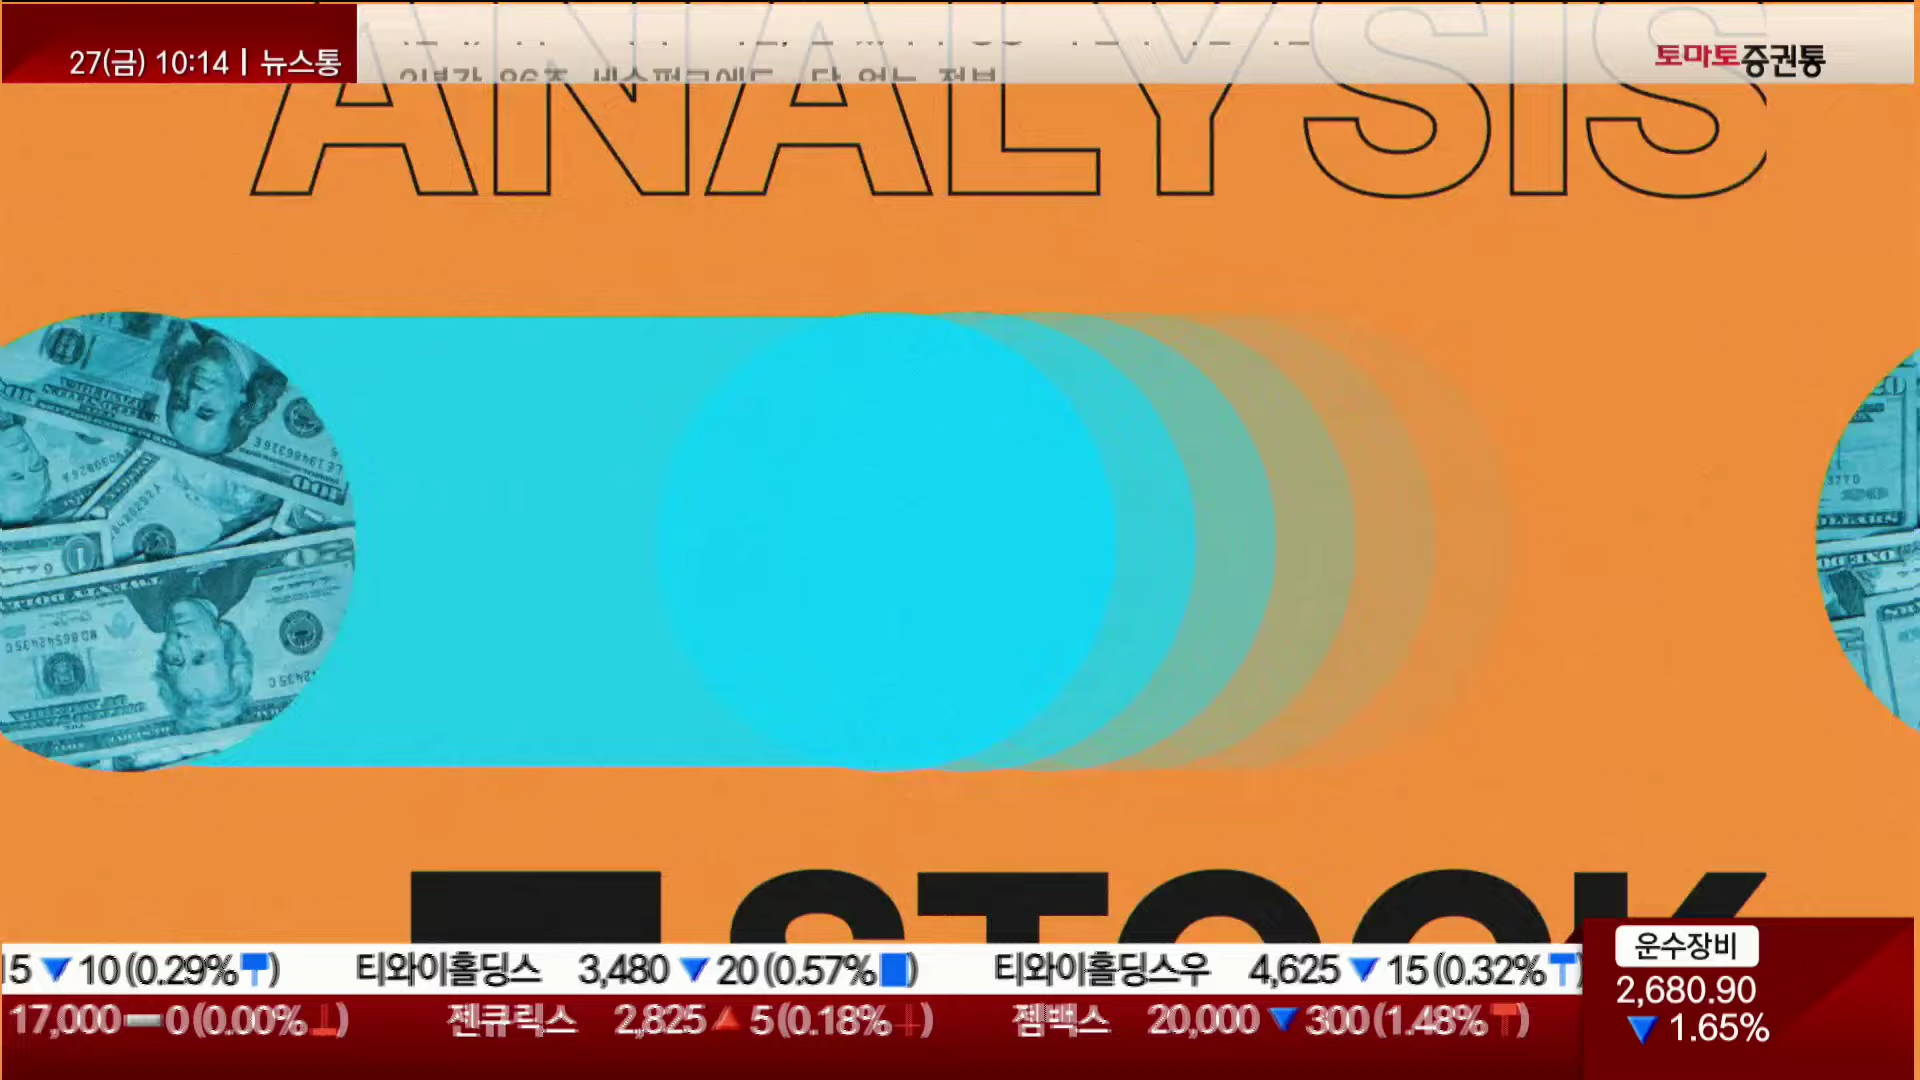 27(금) 10:14 | 뉴스통
토마토증권통
ANALYSIS
STOCK
15 ▼ 10 (0.29%) 티와이홀딩스 3,480 ▼ 20 (0.57%) 티와이홀딩스우 4,625 ▼ 15 (0.32%)
17,000 0 (0.00%) 젠큐릭스 2,825 ▲ 5 (0.18%) 젬백스 20,000 ▼ 300 (1.48%)
운수장비
2,680.90
▼ 1.65%